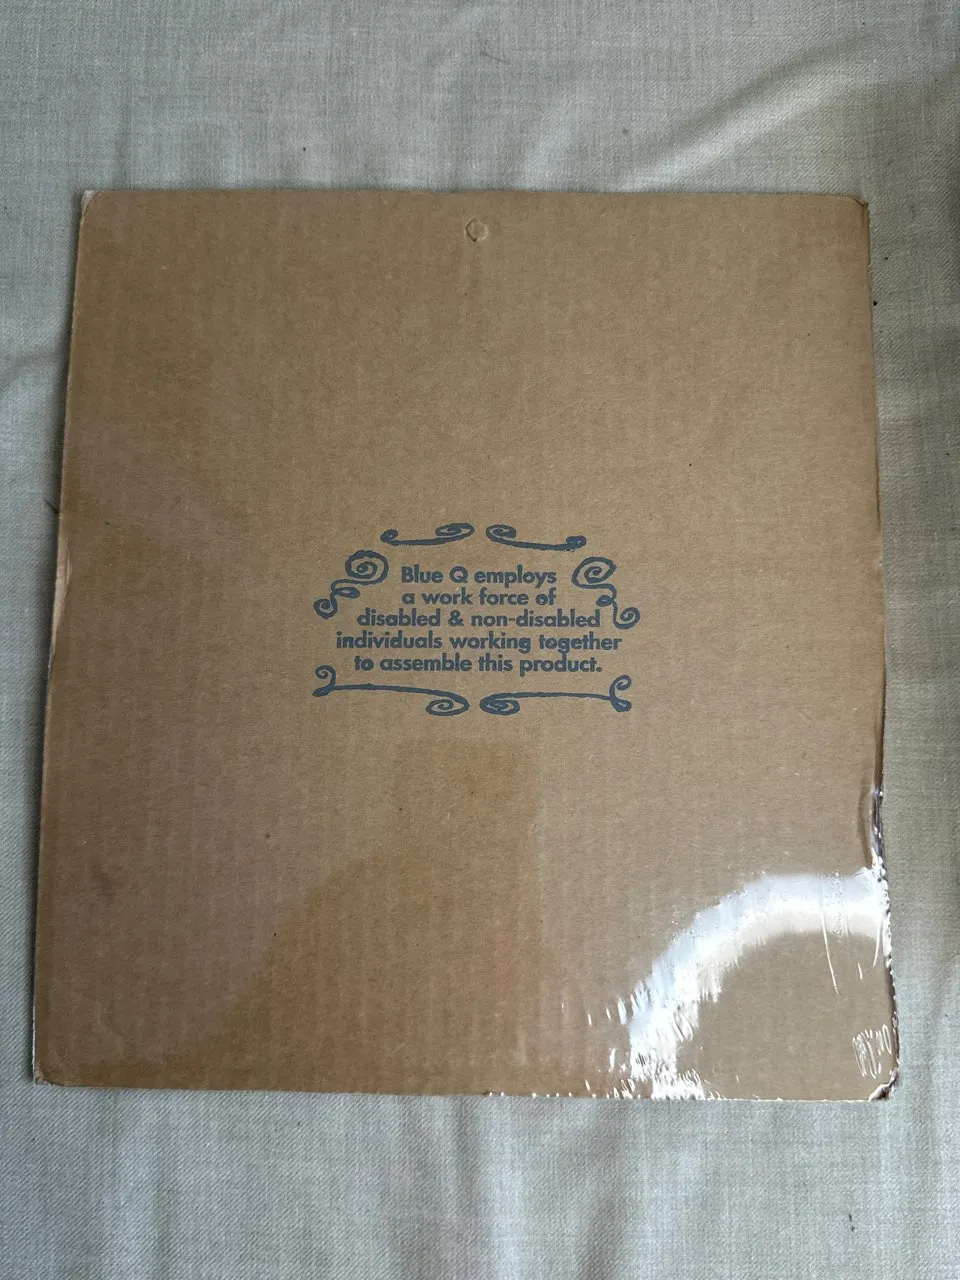 Blue Q employs
a work force of
disabled & non-disabled
individuals working together
to assemble this product.